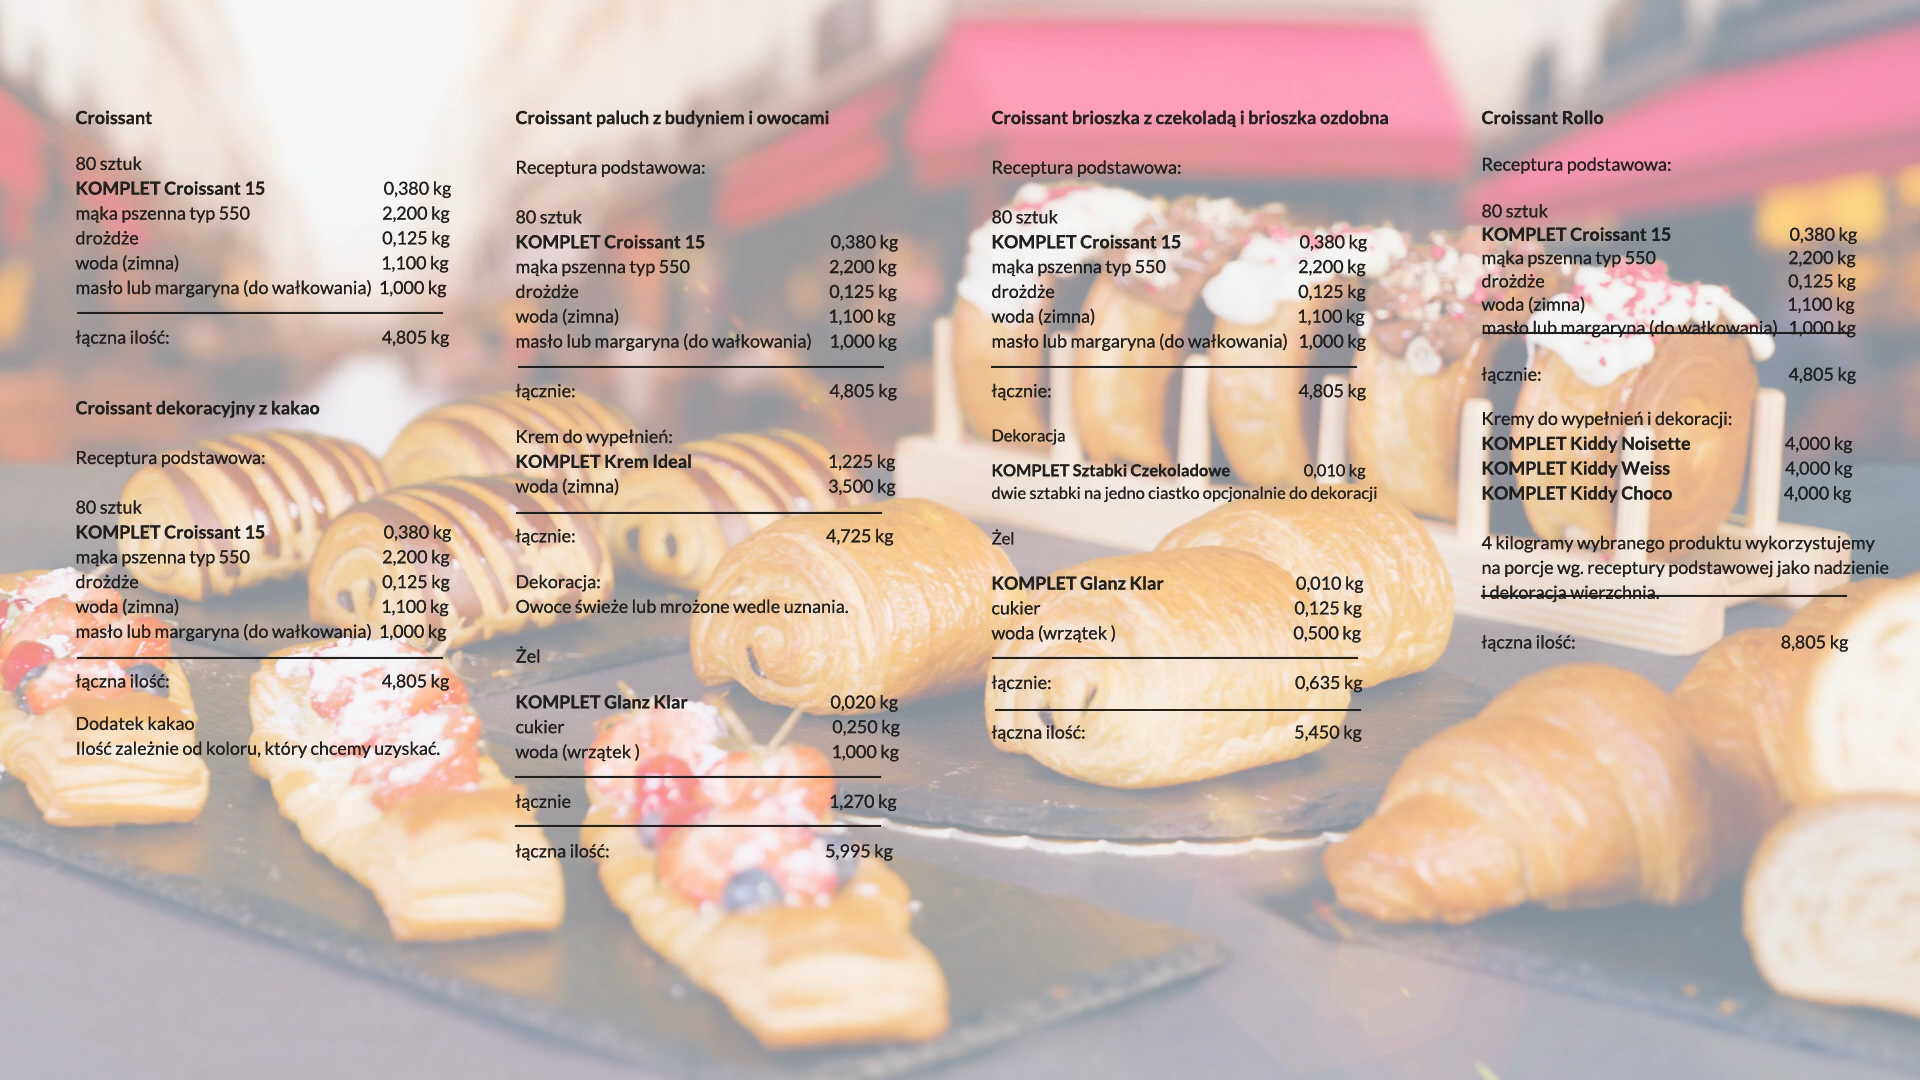 Croissant
80 sztuk
KOMPLET Croissant 15 0,380 kg
mąka pszenna typ 550 2,200 kg
drożdże 0,125 kg
woda (zimna) 1,100 kg
masło lub margaryna (do wałkowania) 1,000 kg
łączna ilość: 4,805 kg
Croissant dekoracyjny z kakao
Receptura podstawowa:
80 sztuk
KOMPLET Croissant 15 0,380 kg
mąka pszenna typ 550 2,200 kg
drożdże 0,125 kg
woda (zimna) 1,100 kg
masło lub margaryna (do wałkowania) 1,000 kg
łączna ilość: 4,805 kg
Dodatek kakao
Ilość zależnie od koloru, który chcemy uzyskać.
Croissant paluch z budyniem i owocami
Receptura podstawowa:
80 sztuk
KOMPLET Croissant 15 0,380 kg
mąka pszenna typ 550 2,200 kg
drożdże 0,125 kg
woda (zimna) 1,100 kg
masło lub margaryna (do wałkowania) 1,000 kg
łącznie: 4,805 kg
Krem do wypełnień:
KOMPLET Krem Ideal 1,225 kg
woda (zimna) 3,500 kg
łącznie: 4,725 kg
Dekoracja:
Owoce świeże lub mrożone wedle uznania.
Żel
KOMPLET Glanz Klar 0,020 kg
cukier 0,250 kg
woda (wrzątek ) 1,000 kg
łącznie 1,270 kg
łączna ilość: 5,995 kg
Croissant brioszka z czekoladą i brioszka ozdobna
Receptura podstawowa:
80 sztuk
KOMPLET Croissant 15 0,380 kg
mąka pszenna typ 550 2,200 kg
drożdże 0,125 kg
woda (zimna) 1,100 kg
masło lub margaryna (do wałkowania) 1,000 kg
łącznie: 4,805 kg
Dekoracja
KOMPLET Sztabki Czekoladowe 0,010 kg
dwie sztabki na jedno ciastko opcjonalnie do dekoracji
Żel
KOMPLET Glanz Klar 0,010 kg
cukier 0,125 kg
woda (wrzątek ) 0,500 kg
łącznie: 0,635 kg
łączna ilość: 5,450 kg
Croissant Rollo
Receptura podstawowa:
80 sztuk
KOMPLET Croissant 15 0,380 kg
mąka pszenna typ 550 2,200 kg
drożdże 0,125 kg
woda (zimna) 1,100 kg
masło lub margaryna (do wałkowania) 1,000 kg
łącznie: 4,805 kg
Kremy do wypełnień i dekoracji:
KOMPLET Kiddy Noisette 4,000 kg
KOMPLET Kiddy Weiss 4,000 kg
KOMPLET Kiddy Choco 4,000 kg
4 kilogramy wybranego produktu wykorzystujemy
na porcje wg. receptury podstawowej jako nadzienie
i dekoracja wierzchnia.
łączna ilość: 8,805 kg